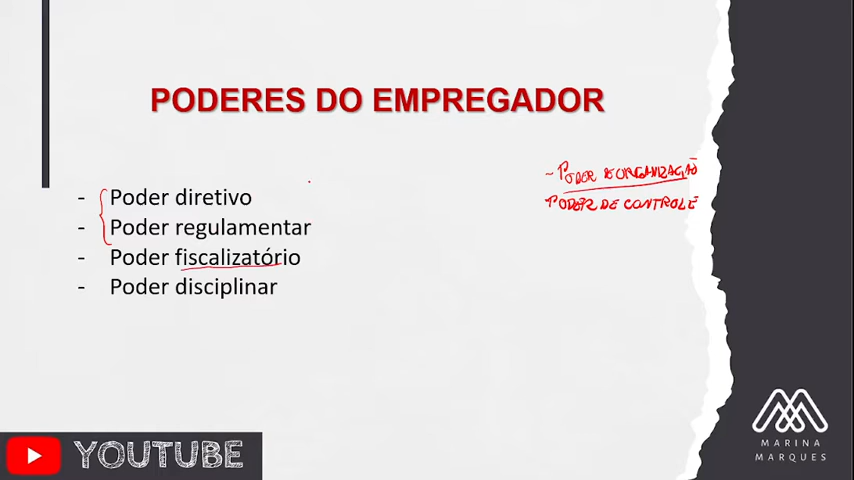 PODERES DO EMPREGADOR
- PODER DE ORGANIZAÇÃO
PODER DE CONTROLE
- Poder diretivo
- Poder regulamentar
- Poder fiscalizatório
- Poder disciplinar
YOUTUBE
MARINA
MARQUES